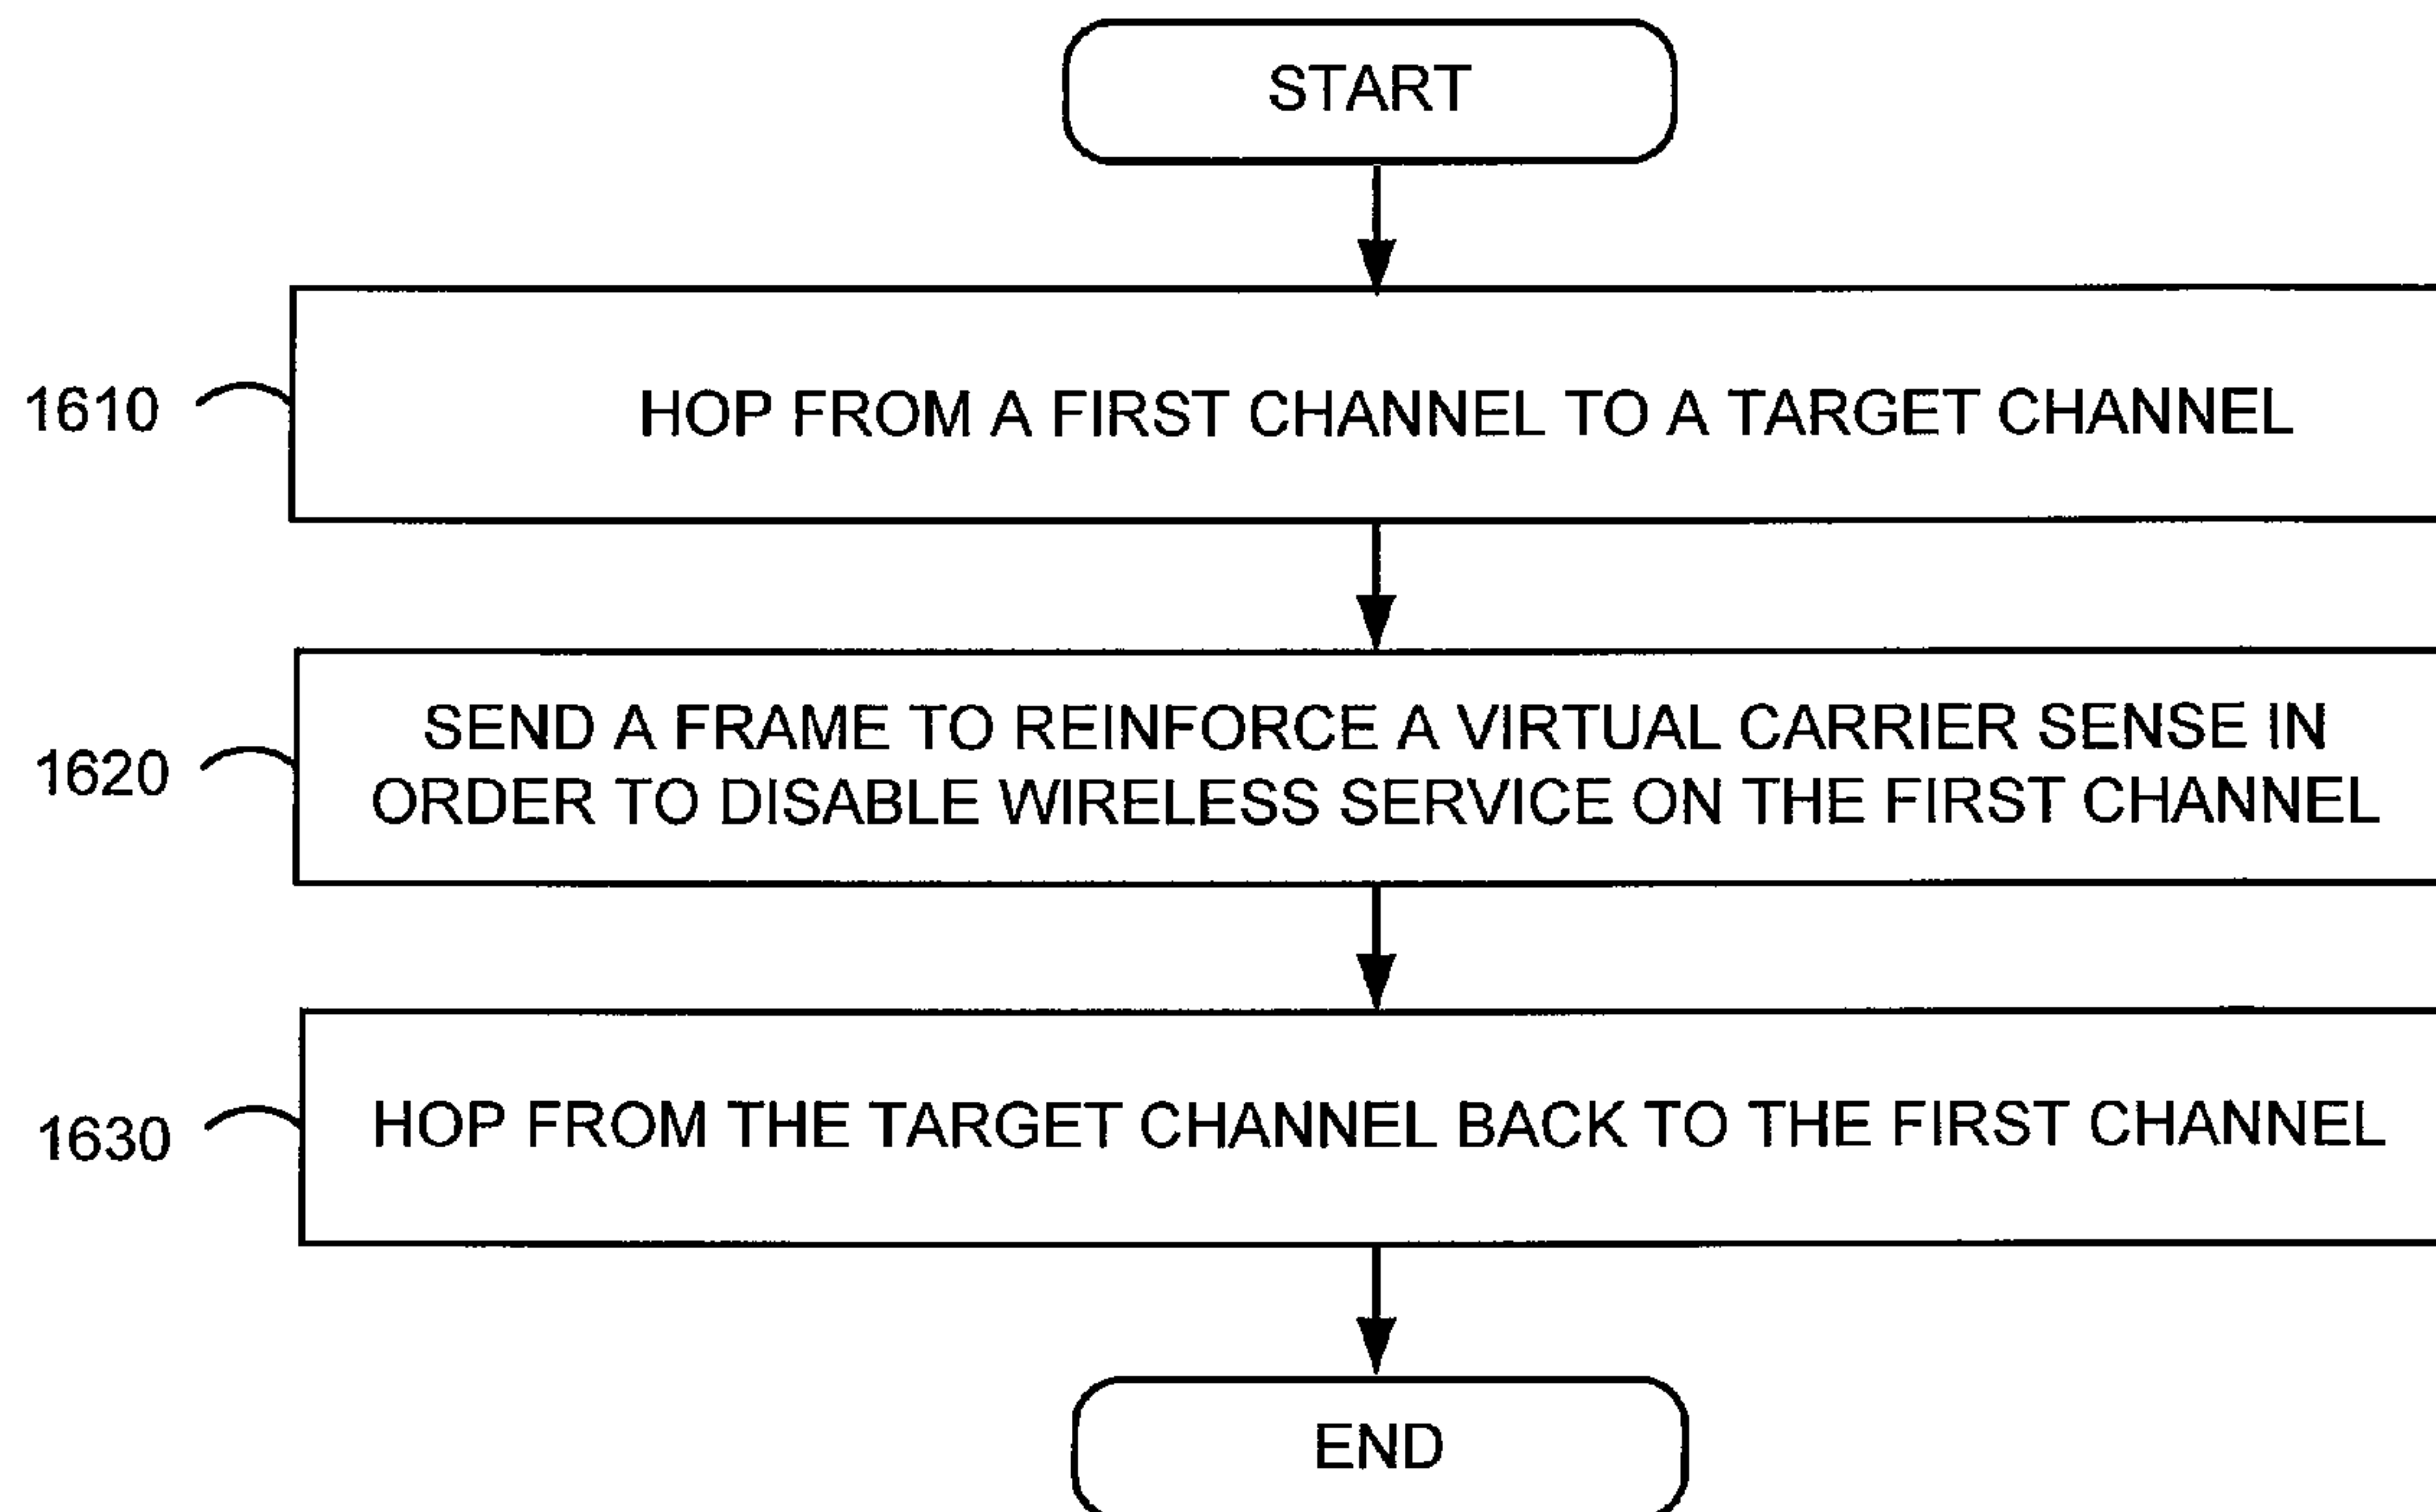 START
1610
HOP FROM A FIRST CHANNEL TO A TARGET CHANNEL
1620
SEND A FRAME TO REINFORCE A VIRTUAL CARRIER SENSE IN
ORDER TO DISABLE WIRELESS SERVICE ON THE FIRST CHANNEL
1630
HOP FROM THE TARGET CHANNEL BACK TO THE FIRST CHANNEL
END